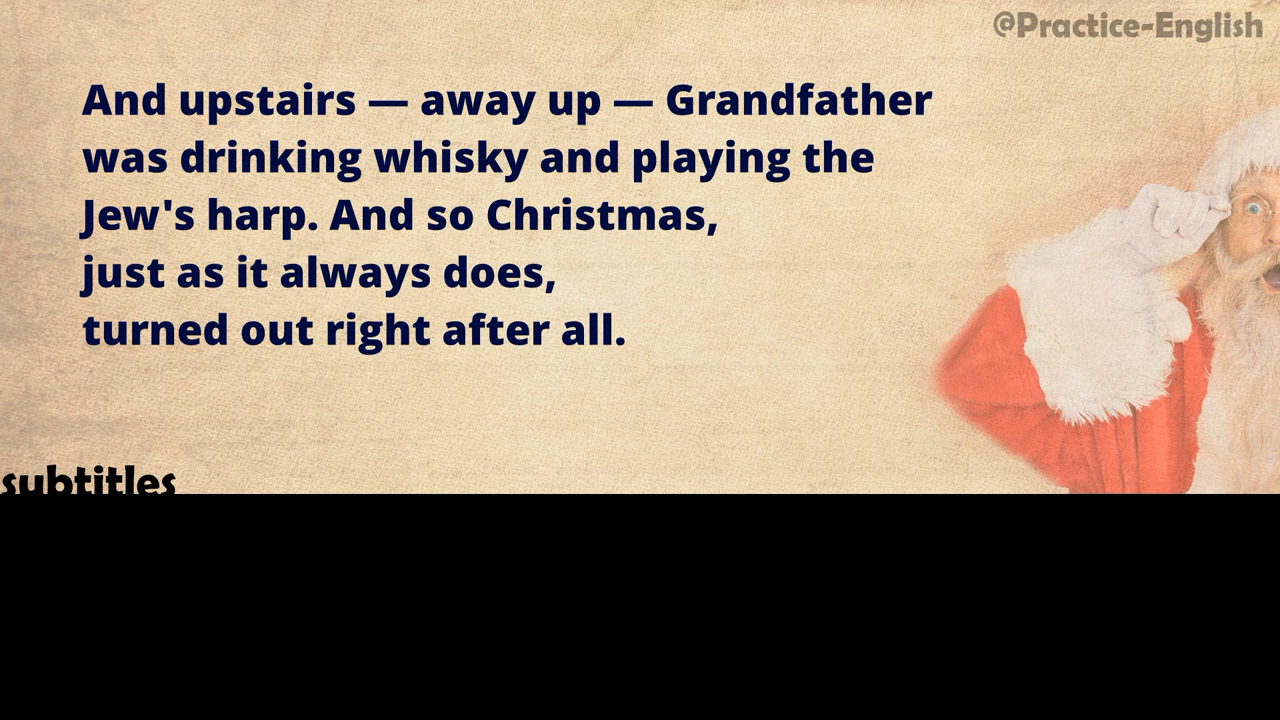 @Practice-English
And upstairs — away up — Grandfather
was drinking whisky and playing the
Jew's harp. And so Christmas,
just as it always does,
turned out right after all.
subtitles